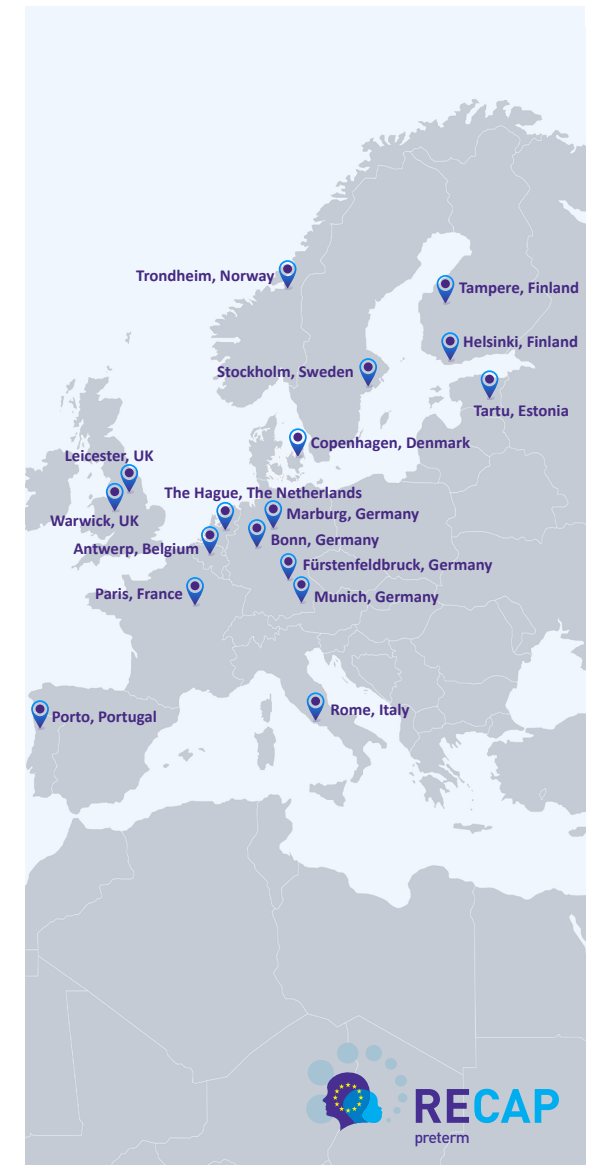 Trondheim, Norway
Tampere, Finland
Helsinki, Finland
Stockholm, Sweden
Tartu, Estonia
Copenhagen, Denmark
Leicester, UK
The Hague, The Netherlands
Marburg, Germany
Warwick, UK
Bonn, Germany
Antwerp, Belgium
Fürstenfeldbruck, Germany
Paris, France
Munich, Germany
Rome, Italy
Porto, Portugal
RECAP
preterm